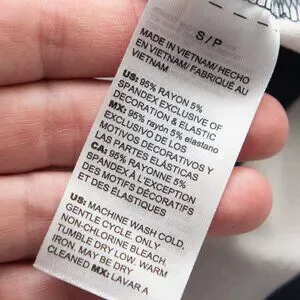 S/P
MADE IN VIETNAM/HECHO
EN VIETNAM/ FABRIQUÉ AU
VIETNAM
US: 95% RAYON 5%
SPANDEX EXCLUSIVE OF
DECORATION & ELASTIC
MX: 95% rayón 5% elastano
EXCLUSIVO DE LOS
MOTIVOS DECORATIVOS Y
LAS PARTES ELÁSTICAS
CA: 95% RAYONNE 5%
SPANDEX À L'EXCEPTION
DES MOTIFS DÉCORATIFS
ET DES ÉLASTIQUES
US: MACHINE WASH COLD,
GENTLE CYCLE. ONLY
NON-CHLORINE BLEACH,
TUMBLE DRY LOW. WARM
IRON. MAY BE DRY
CLEANED MX: LAVAR A